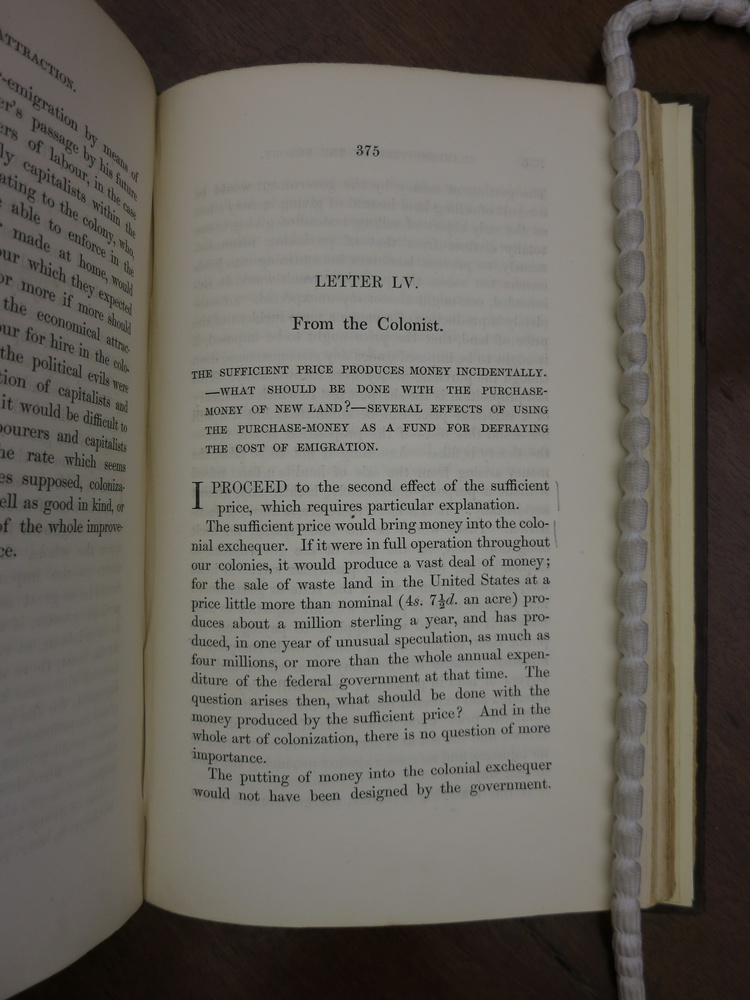 ATTRACTION.
-emigration by means of
er's passage by his future
ers of labour, in the case
ly capitalists within the
ating to the colony, who,
able to enforce in the
made at home, would
our which they expected
or more if more should
the economical attrac-
our for hire in the colo-
the political evils were
tion of capitalists and
it would be difficult to
bourers and capitalists
he rate which seems
es supposed, coloniza-
ell as good in kind, or
of the whole improve-
ce.
375
LETTER LV.
From the Colonist.
THE SUFFICIENT PRICE PRODUCES MONEY INCIDENTALLY.
—WHAT SHOULD BE DONE WITH THE PURCHASE-
MONEY OF NEW LAND?—SEVERAL EFFECTS OF USING
THE PURCHASE-MONEY AS A FUND FOR DEFRAYING
THE COST OF EMIGRATION.
I PROCEED to the second effect of the sufficient
price, which requires particular explanation.
The sufficient price would bring money into the colo-
nial exchequer. If it were in full operation throughout
our colonies, it would produce a vast deal of money;
for the sale of waste land in the United States at a
price little more than nominal (4s. 7½d. an acre) pro-
duces about a million sterling a year, and has pro-
duced, in one year of unusual speculation, as much as
four millions, or more than the whole annual expen-
diture of the federal government at that time. The
question arises then, what should be done with the
money produced by the sufficient price? And in the
whole art of colonization, there is no question of more
importance.
The putting of money into the colonial exchequer
would not have been designed by the government.